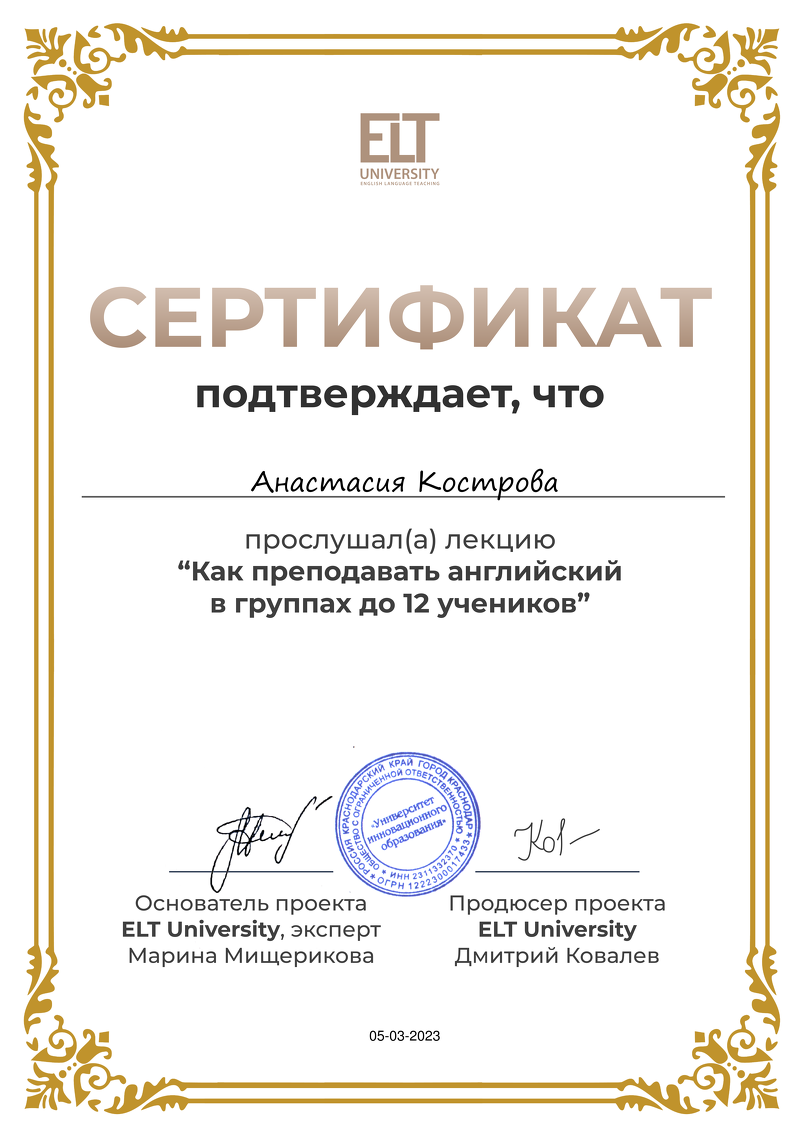 ELT
UNIVERSITY
ENGLISH LANGUAGE TEACHING
СЕРТИФИКАТ
подтверждает, что
Анастасия Кострова
прослушал(а) лекцию
“Как преподавать английский
в группах до 12 учеников”
РОССИЯ КРАСНОДАРСКИЙ КРАЙ ГОРОД КРАСНОДАР
ОБЩЕСТВО С ОГРАНИЧЕННОЙ ОТВЕТСТВЕННОСТЬЮ
"Университет
инновационного
образования"
ИНН 2311332370
ОГРН 1222300017433
Основатель проекта
ELT University, эксперт
Марина Мищерикова
Продюсер проекта
ELT University
Дмитрий Ковалев
05-03-2023